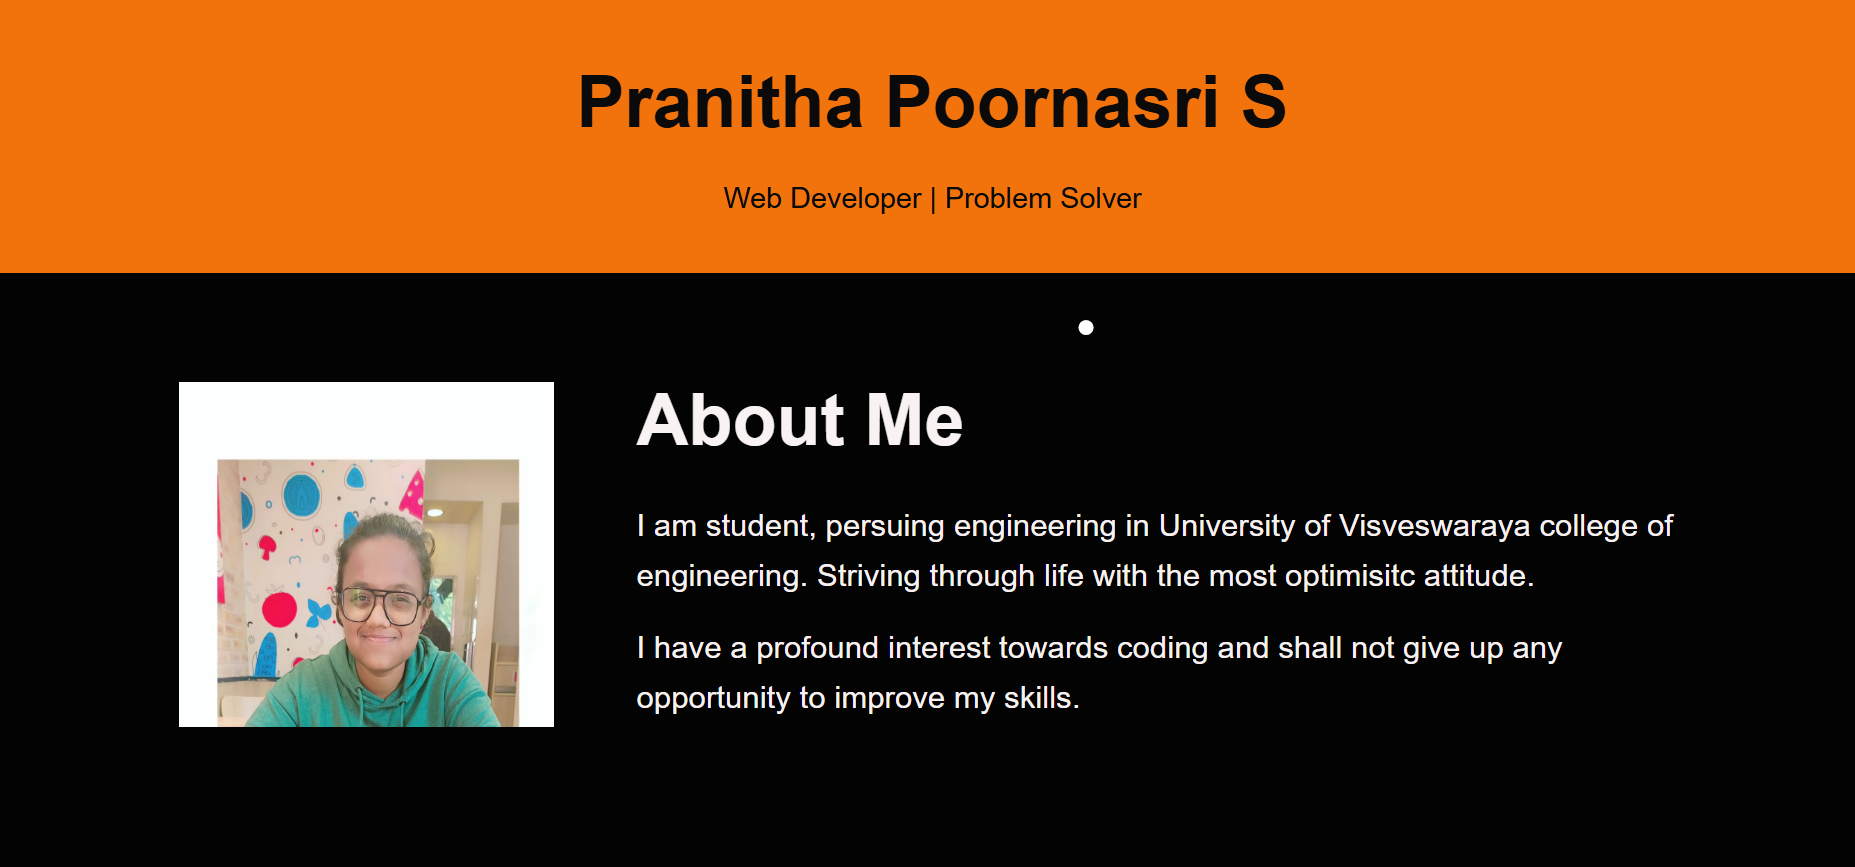 Pranitha Poornasri S
Web Developer | Problem Solver
About Me
I am student, persuing engineering in University of Visveswaraya college of
engineering. Striving through life with the most optimisitc attitude.
I have a profound interest towards coding and shall not give up any
opportunity to improve my skills.